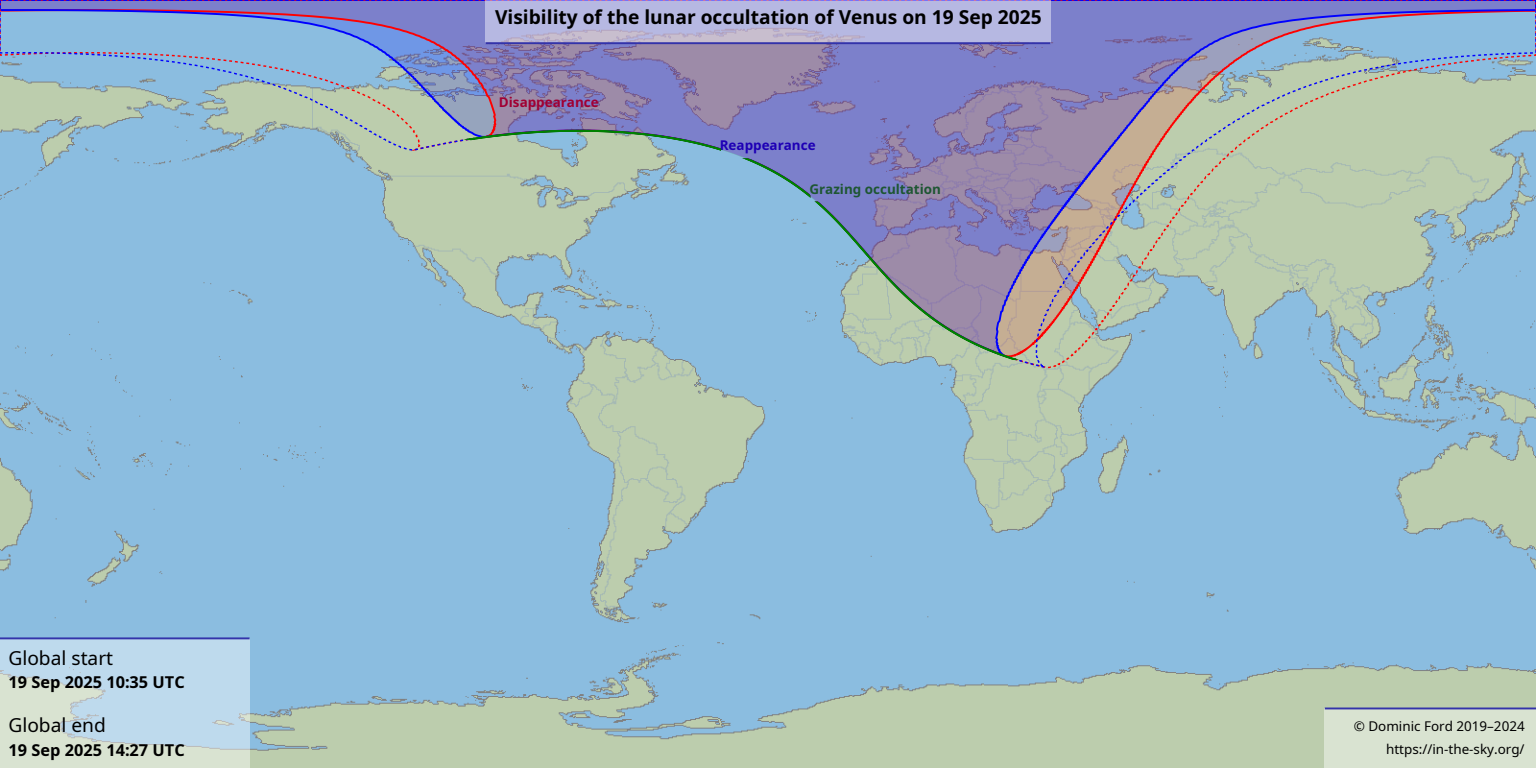 Visibility of the lunar occultation of Venus on 19 Sep 2025
Disappearance
Reappearance
Grazing occultation
Global start
19 Sep 2025 10:35 UTC
Global end
19 Sep 2025 14:27 UTC
© Dominic Ford 2019–2024
https://in-the-sky.org/